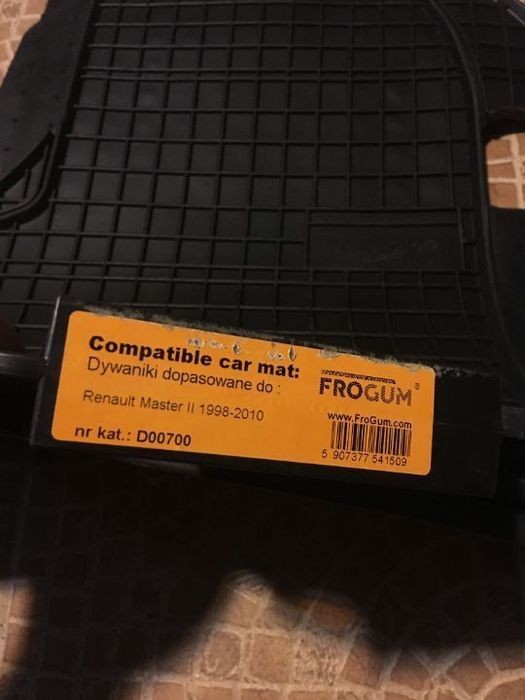 Compatible car mat:
Dywaniki dopasowane do :
Renault Master II 1998-2010
nr kat.: D00700
FROGUM®
www.FroGum.com
5 907377 541509